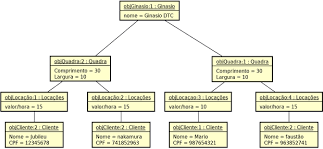 objGinasio:1 : Ginasio
nome = Ginasio DTC
objQuadra:2 : Quadra
Comprimento = 30
Largura = 10
objQuadra:1 : Quadra
Comprimento = 30
Largura = 10
objLocação:1 : Locações
valor/hora = 15
objLocação:2 : Locações
valor/hora = 15
objLocacao:3 : Locações
valor/hora = 10
objLocação:4 : Locações
valor/hora = 15
objCliente:2 : Cliente
Nome = Jubileu
CPF = 12345678
objCliente:2 : Cliente
Nome = nakamura
CPF = 741852963
objCliente:1 : Cliente
Nome = Mario
CPF = 987654321
objCliente:2 : Cliente
Nome = faustão
CPF = 963852741